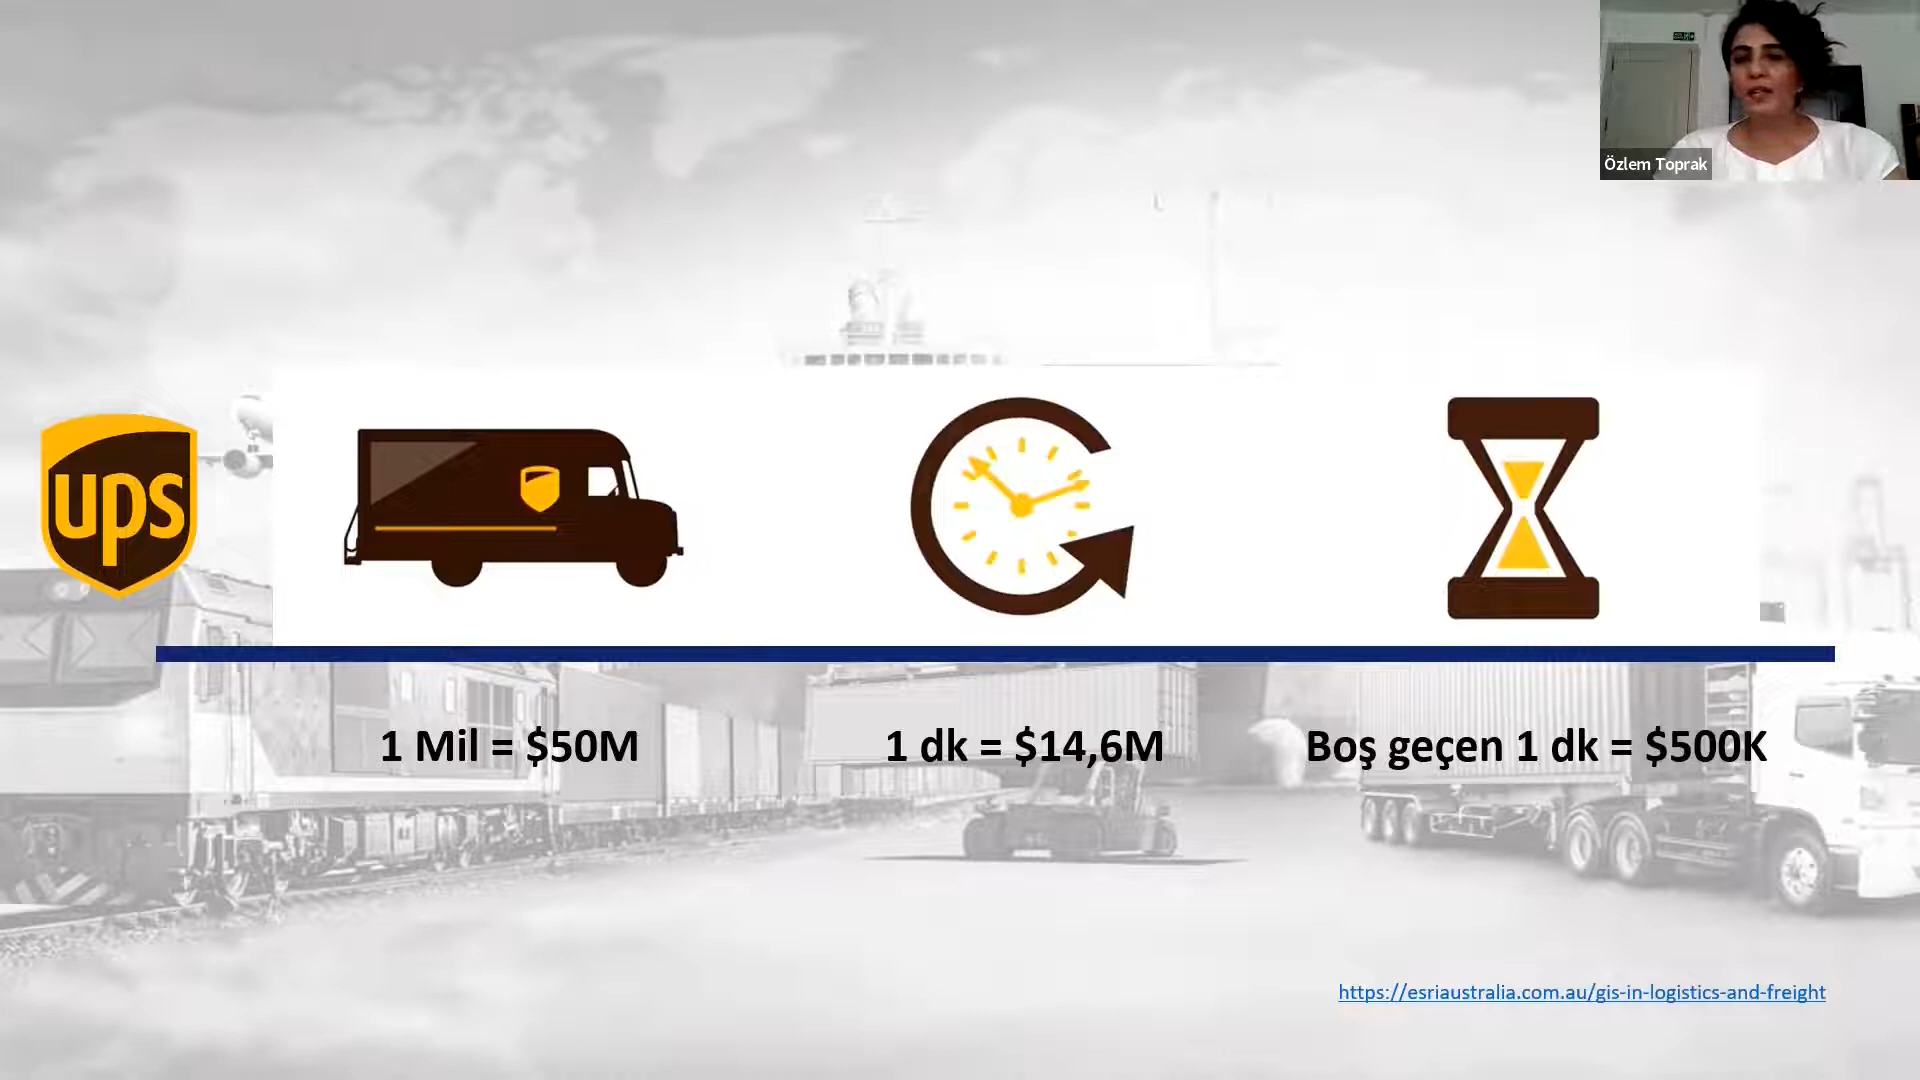 Özlem Toprak
ups
1 Mil = $50M
1 dk = $14,6M
Boş geçen 1 dk = $500K
https://esriaustralia.com.au/gis-in-logistics-and-freight